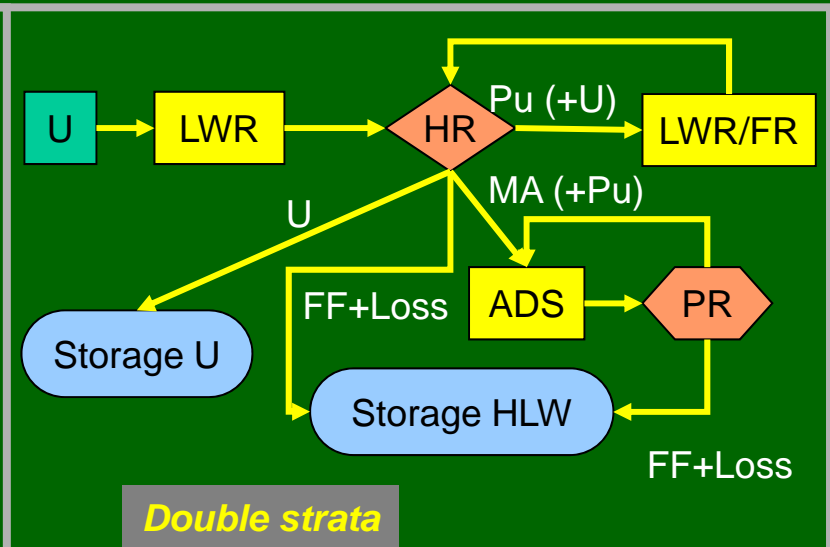 Pu (+U)
U
LWR
HR
LWR/FR
MA (+Pu)
U
FF+Loss
ADS
PR
Storage U
Storage HLW
FF+Loss
Double strata